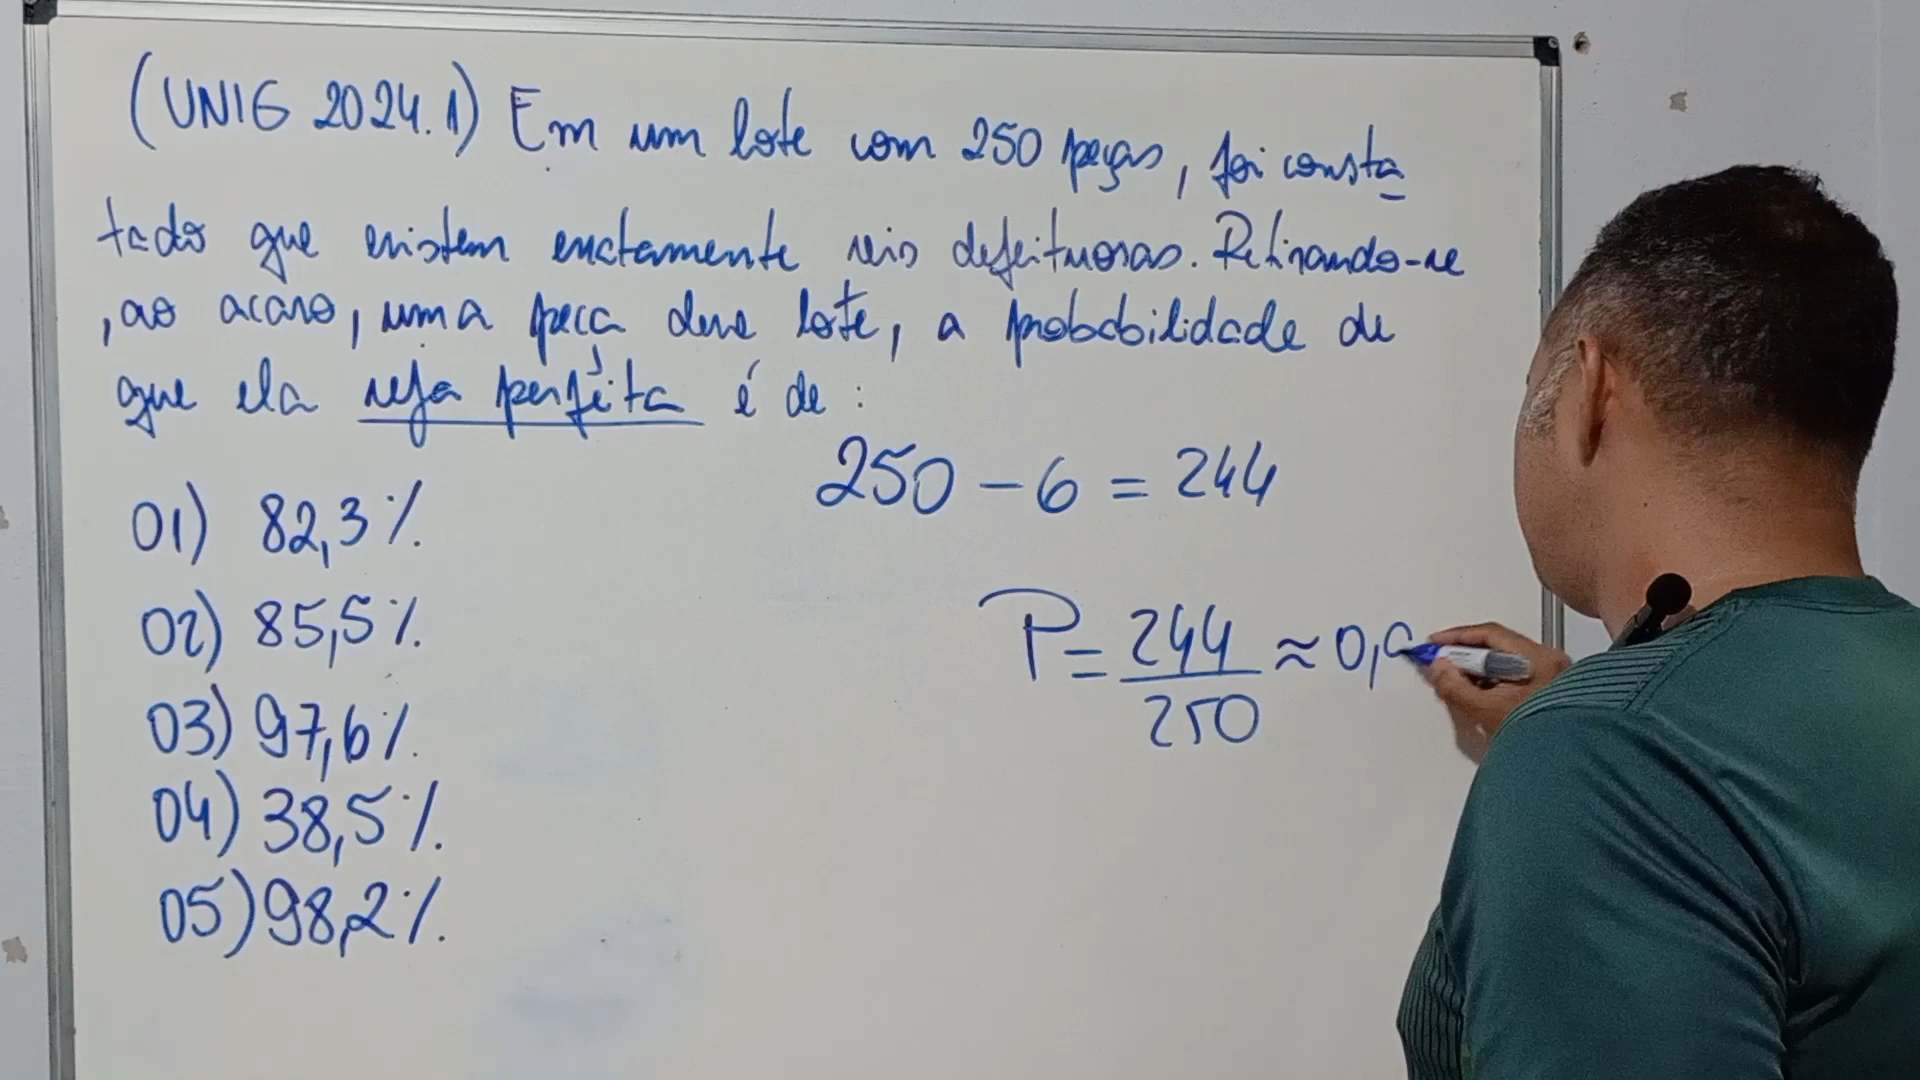 (UNIG 2024.1) Em um lote com 250 peças, foi consta
tado que existem exatamente seis defeituosas. Retirando-se
, ao acaso, uma peça desse lote, a probabilidade de
que ela seja perfeita é de:
250 - 6 = 244
01) 82,3%.
02) 85,5%.
03) 97,6%.
04) 38,5%.
05) 98,2%.
P = 244/250 ≈ 0,9